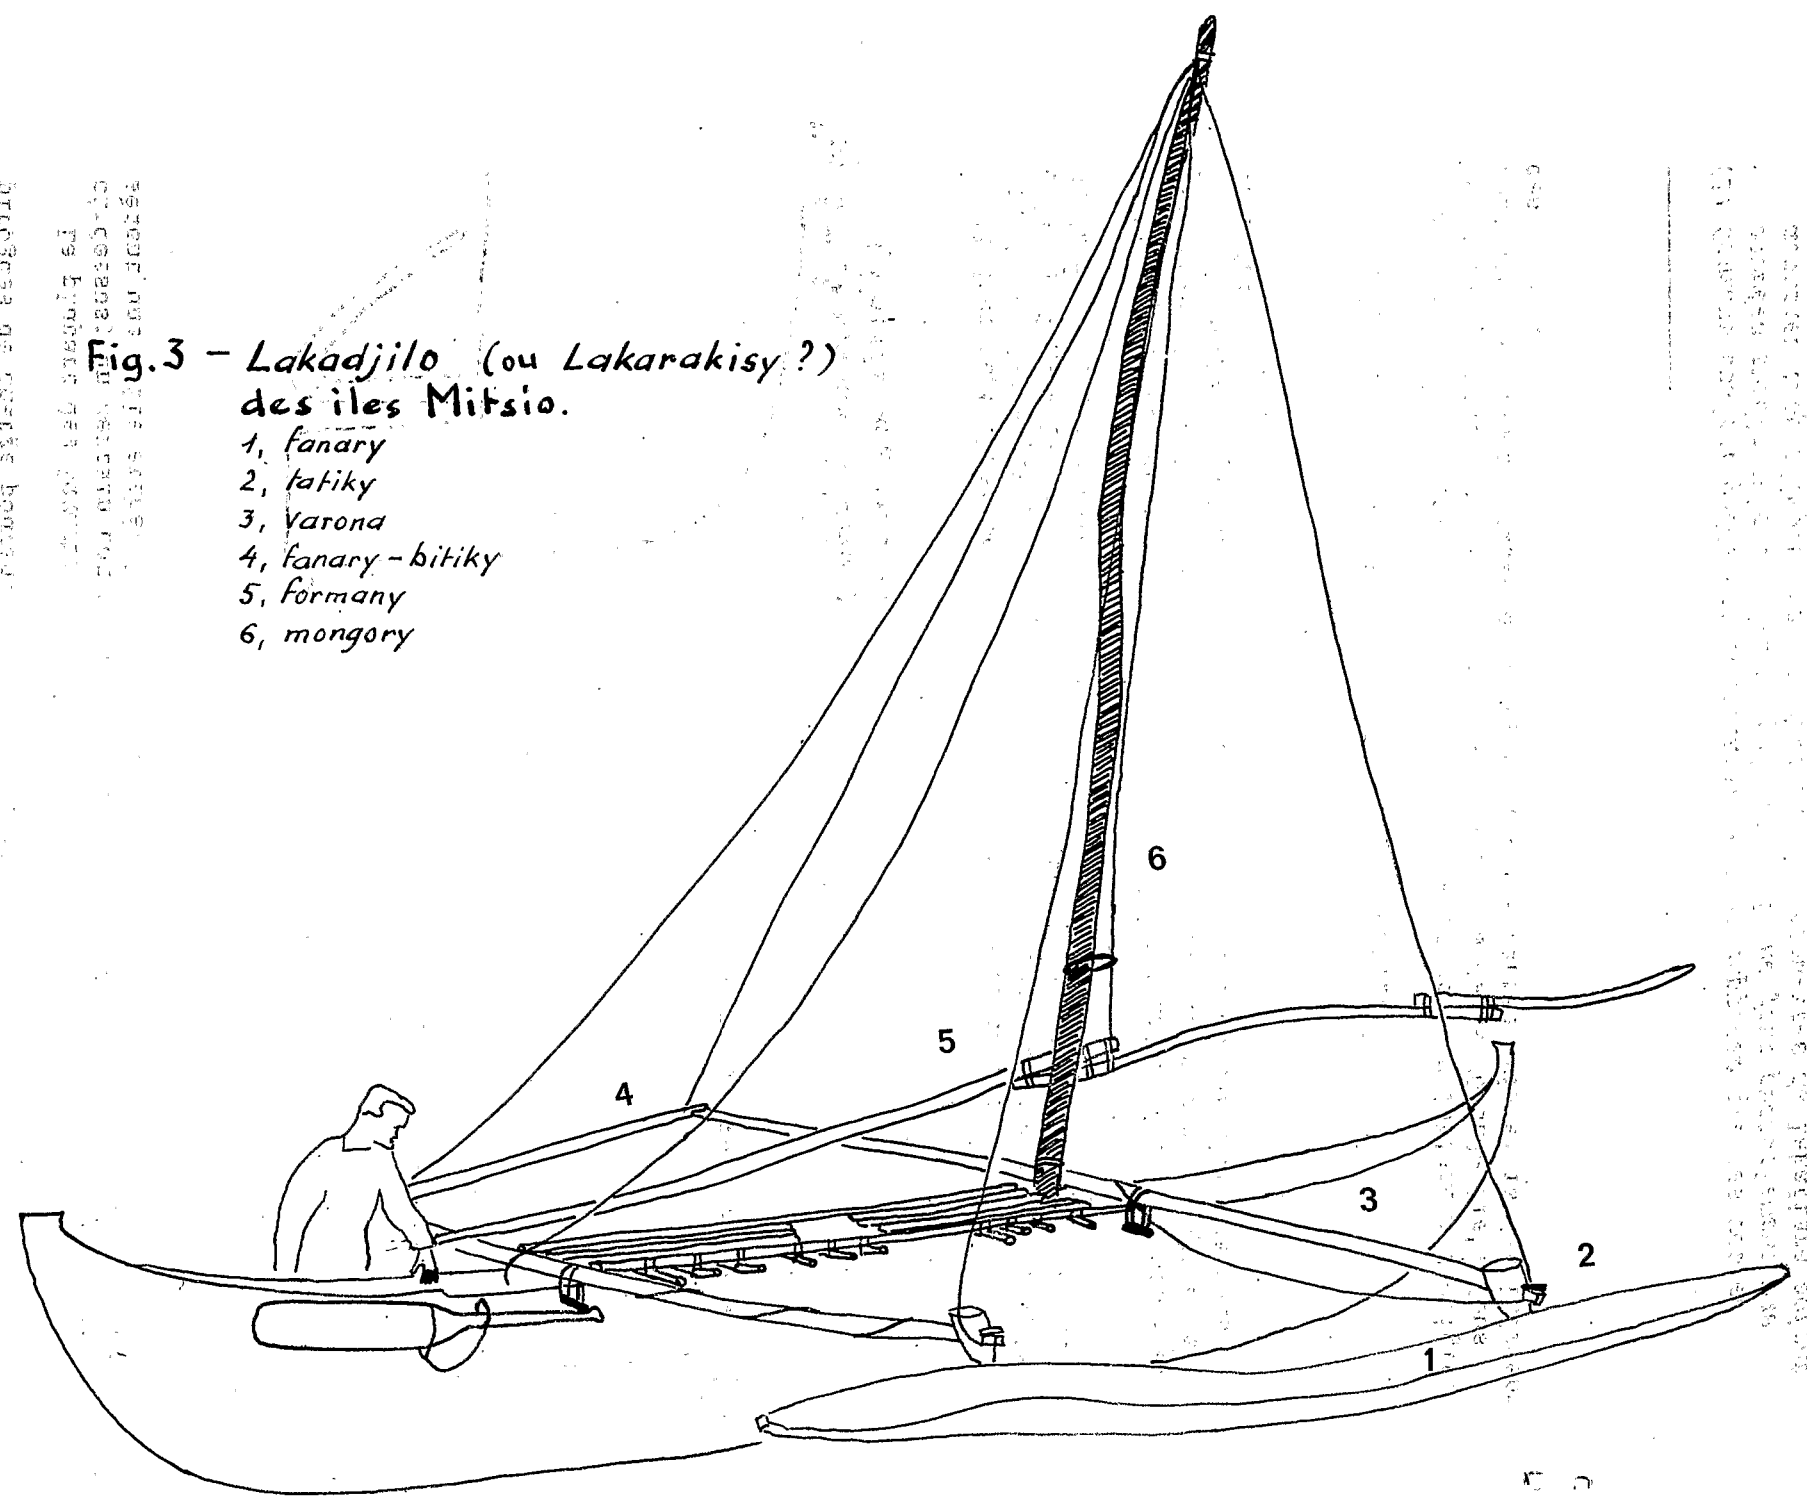 Fig.3 - Lakadjilo (ou Lakarakisy ?)
des iles Mitsio.
1, fanary
2, tatiky
3, Varona
4, fanary-bitiky
5, formany
6, mongory
6
5
4
3
2
1